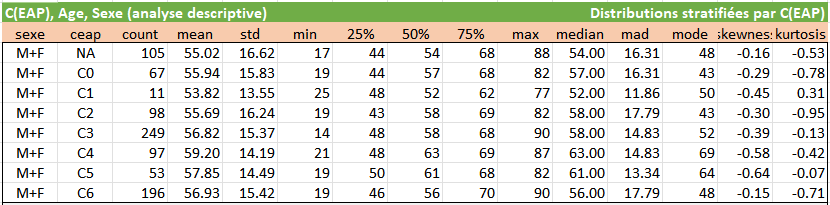 C(EAP), Age, Sexe (analyse descriptive) Distributions stratifiées par C(EAP)
sexe ceap count mean std min 25% 50% 75% max median mad mode skewness kurtosis
M+F NA 105 55.02 16.62 17 44 54 68 88 54.00 16.31 48 -0.16 -0.53
M+F C0 67 55.94 15.83 19 44 57 68 82 57.00 16.31 43 -0.29 -0.78
M+F C1 11 53.82 13.55 25 48 52 62 77 52.00 11.86 50 -0.45 0.31
M+F C2 98 55.69 16.24 19 43 58 69 82 58.00 17.79 43 -0.30 -0.95
M+F C3 249 56.82 15.37 14 48 58 68 90 58.00 14.83 52 -0.39 -0.13
M+F C4 97 59.20 14.19 21 48 63 69 87 63.00 14.83 69 -0.58 -0.42
M+F C5 53 57.85 14.49 19 50 61 68 82 61.00 13.34 64 -0.64 -0.07
M+F C6 196 56.93 15.42 19 46 56 70 90 56.00 17.79 48 -0.15 -0.71